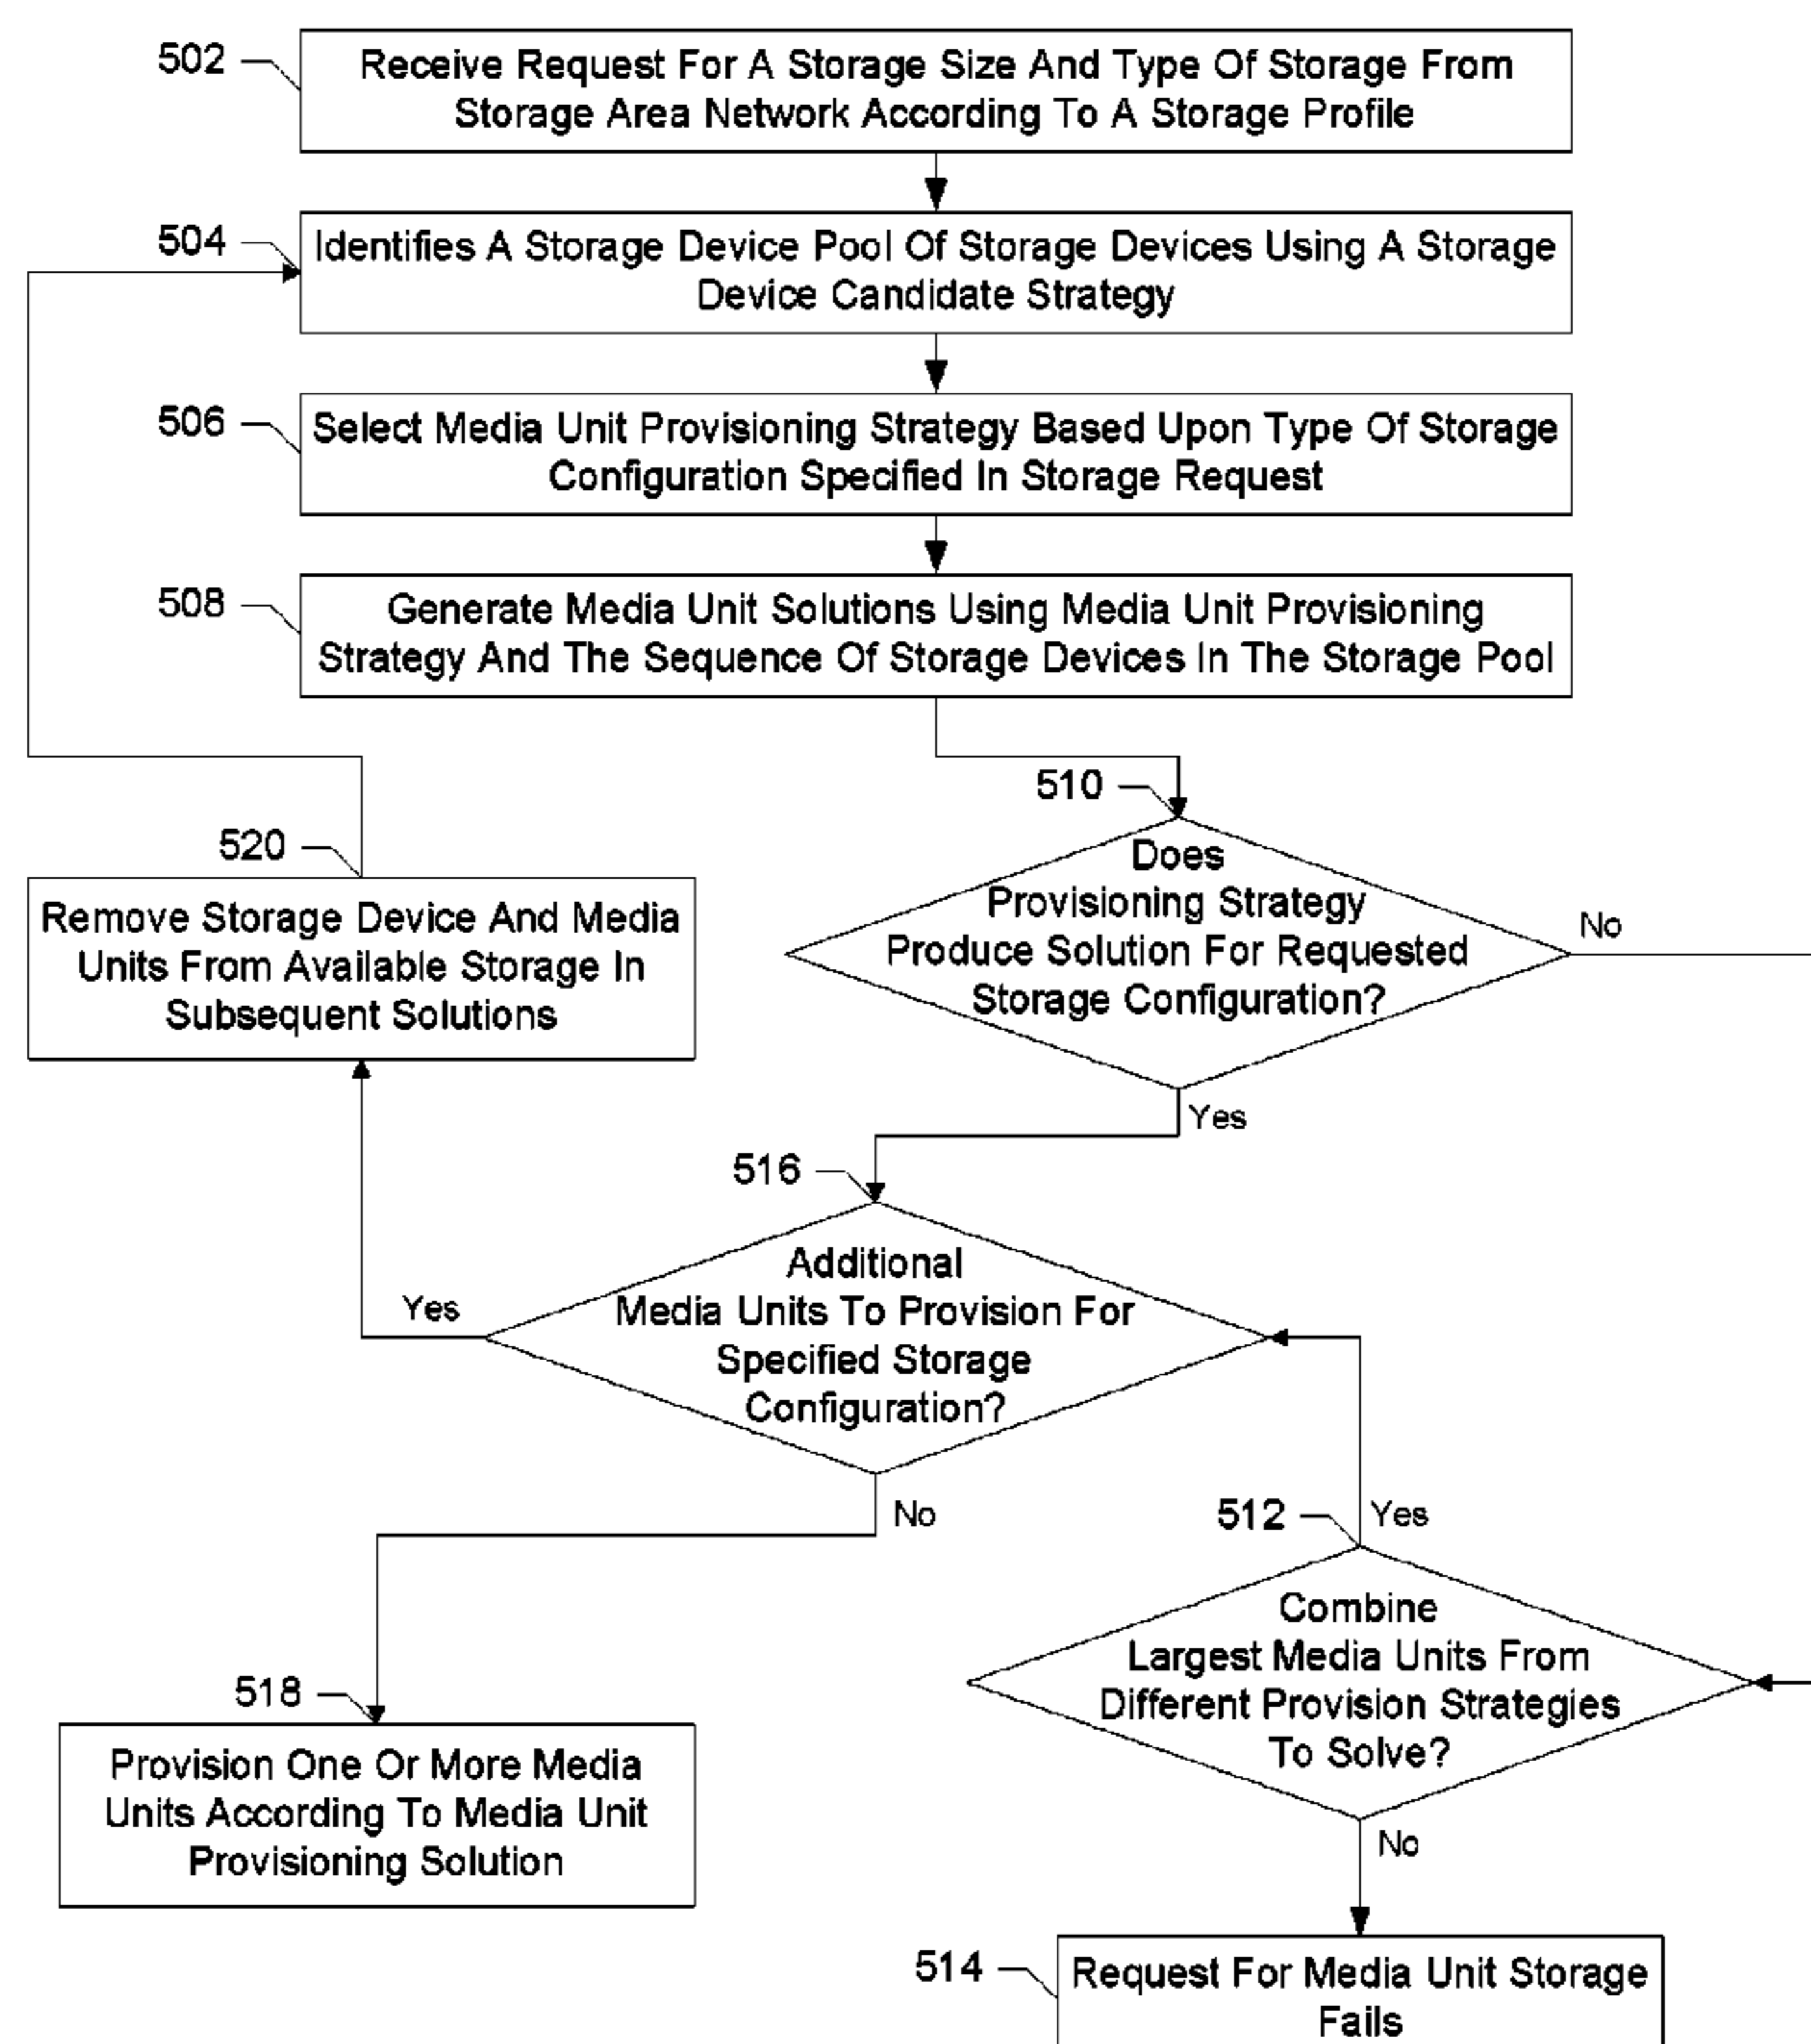 502
Receive Request For A Storage Size And Type Of Storage From
Storage Area Network According To A Storage Profile
504
Identifies A Storage Device Pool Of Storage Devices Using A Storage
Device Candidate Strategy
506
Select Media Unit Provisioning Strategy Based Upon Type Of Storage
Configuration Specified In Storage Request
508
Generate Media Unit Solutions Using Media Unit Provisioning
Strategy And The Sequence Of Storage Devices In The Storage Pool
510
Does
Provisioning Strategy
Produce Solution For Requested
Storage Configuration?
No
Yes
520
Remove Storage Device And Media
Units From Available Storage In
Subsequent Solutions
516
Additional
Media Units To Provision For
Specified Storage
Configuration?
Yes
No
512
Yes
Combine
Largest Media Units From
Different Provision Strategies
To Solve?
No
518
Provision One Or More Media
Units According To Media Unit
Provisioning Solution
514
Request For Media Unit Storage
Fails